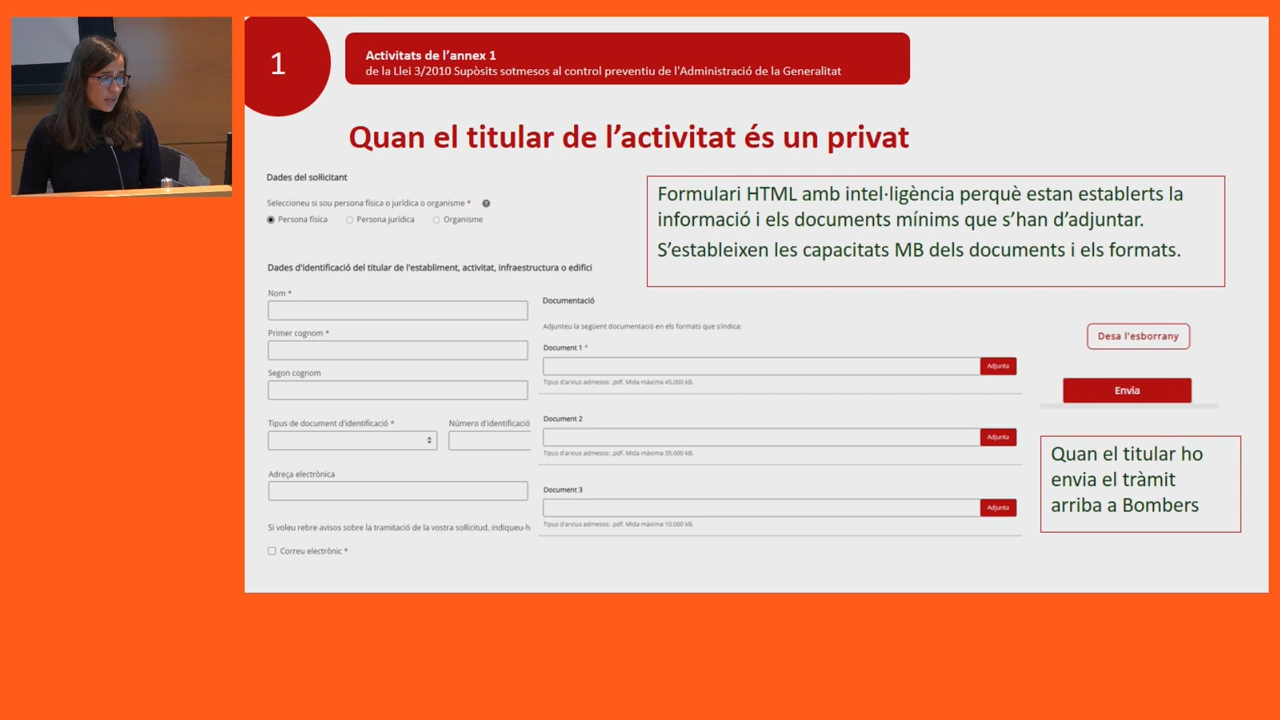 1
Activitats de l'annex 1
de la Llei 3/2010 Supòsits sotmesos al control preventiu de l'Administració de la Generalitat
Quan el titular de l'activitat és un privat
Dades del sol·licitant
Seleccioneu si sou persona física o jurídica o organisme *
Persona física Persona jurídica Organisme
Dades d'identificació del titular de l'establiment, activitat, infraestructura o edifici
Nom *
Primer cognom *
Segon cognom
Tipus de document d'identificació * Número d'identificació
Adreça electrònica
Si voleu rebre avisos sobre la tramitació de la vostra sol·licitud, indiqueu-h
Correu electrònic *
Formulari HTML amb intel·ligència perquè estan establerts la
informació i els documents mínims que s'han d'adjuntar.
S'estableixen les capacitats MB dels documents i els formats.
Documentació
Adjunteu la següent documentació en els formats que s'indica:
Document 1 *
Adjunta
Tipus d'arxius admesos: .pdf. Mida màxima 45.000 kB.
Document 2
Adjunta
Tipus d'arxius admesos: .pdf. Mida màxima 35.000 kB.
Document 3
Adjunta
Tipus d'arxius admesos: .pdf. Mida màxima 10.000 kB.
Desa l'esborrany
Envia
Quan el titular ho
envia el tràmit
arriba a Bombers